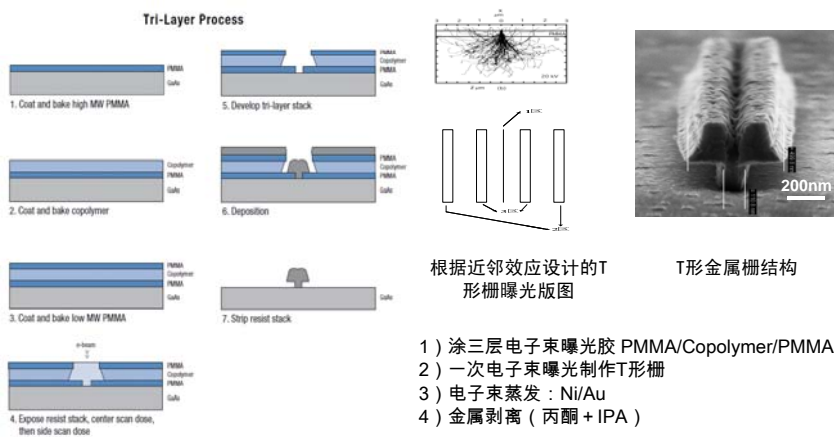 Tri-Layer Process
PMMA
GaAs
1. Coat and bake high MW PMMA
Copolymer
PMMA
GaAs
2. Coat and bake copolymer
PMMA
Copolymer
PMMA
GaAs
3. Coat and bake low MW PMMA
e-beam
PMMA
Copolymer
PMMA
GaAs
4. Expose resist stack, center scan dose,
then side scan dose
PMMA
Copolymer
PMMA
GaAs
5. Develop tri-layer stack
PMMA
Copolymer
PMMA
GaAs
6. Deposition
GaAs
7. Strip resist stack
PMMA
根据近邻效应设计的T
形栅曝光版图
200nm
T形金属栅结构
1）涂三层电子束曝光胶 PMMA/Copolymer/PMMA
2）一次电子束曝光制作T形栅
3）电子束蒸发：Ni/Au
4）金属剥离（丙酮+IPA）